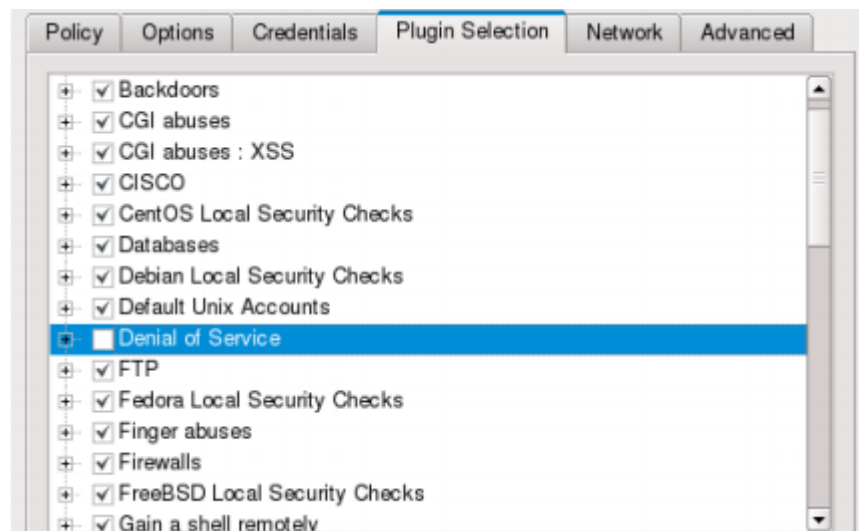 Policy Options Credentials Plugin Selection Network Advanced
Backdoors
CGI abuses
CGI abuses : XSS
CISCO
CentOS Local Security Checks
Databases
Debian Local Security Checks
Default Unix Accounts
Denial of Service
FTP
Fedora Local Security Checks
Finger abuses
Firewalls
FreeBSD Local Security Checks
Gain a shell remotely